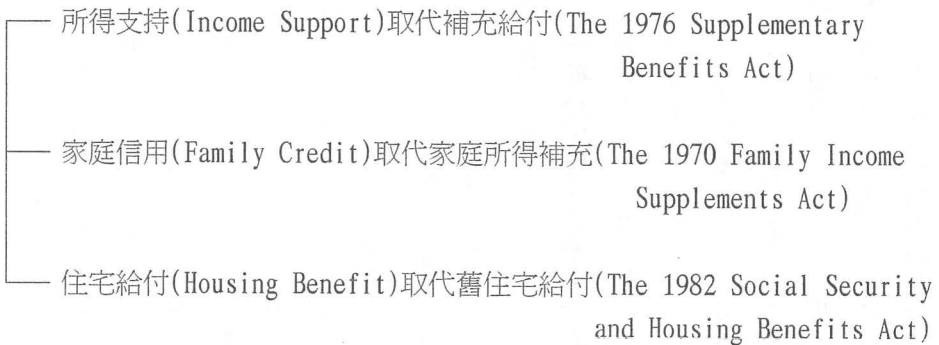 所得支持(Income Support)取代補充給付(The 1976 Supplementary
Benefits Act)
家庭信用(Family Credit)取代家庭所得補充(The 1970 Family Income
Supplements Act)
住宅給付(Housing Benefit)取代舊住宅給付(The 1982 Social Security
and Housing Benefits Act)